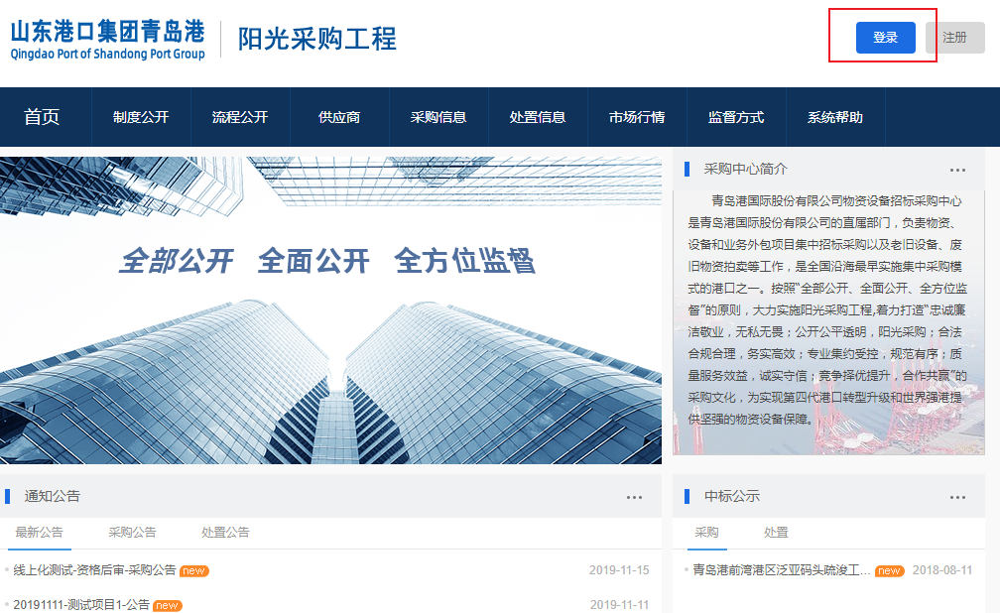 山东港口集团青岛港
Qingdao Port of Shandong Port Group
阳光采购工程
登录
注册
首页
制度公开
流程公开
供应商
采购信息
处置信息
市场行情
监督方式
系统帮助
全部公开 全面公开 全方位监督
采购中心简介
青岛港国际股份有限公司物资设备招标采购中心
是青岛港国际股份有限公司的直属部门，负责物资、
设备和业务外包项目集中招标采购以及老旧设备、废
旧物资拍卖等工作，是全国沿海最早实施集中采购模
式的港口之一。按照“全部公开、全面公开、全方位监
督”的原则，大力实施阳光采购工程,着力打造“忠诚廉
洁敬业，无私无畏；公开公平透明，阳光采购；合法
合规合理，务实高效；专业集约受控，规范有序；质
量服务效益，诚实守信；竞争择优提升，合作共赢”的
采购文化，为实现第四代港口转型升级和世界强港提
供坚强的物资设备保障。
通知公告
最新公告
采购公告
处置公告
线上化测试-资格后审-采购公告 new 2019-11-15
20191111-测试项目1-公告 new 2019-11-11
中标公示
采购
处置
青岛港前湾港区泛亚码头疏浚工... new 2018-08-11